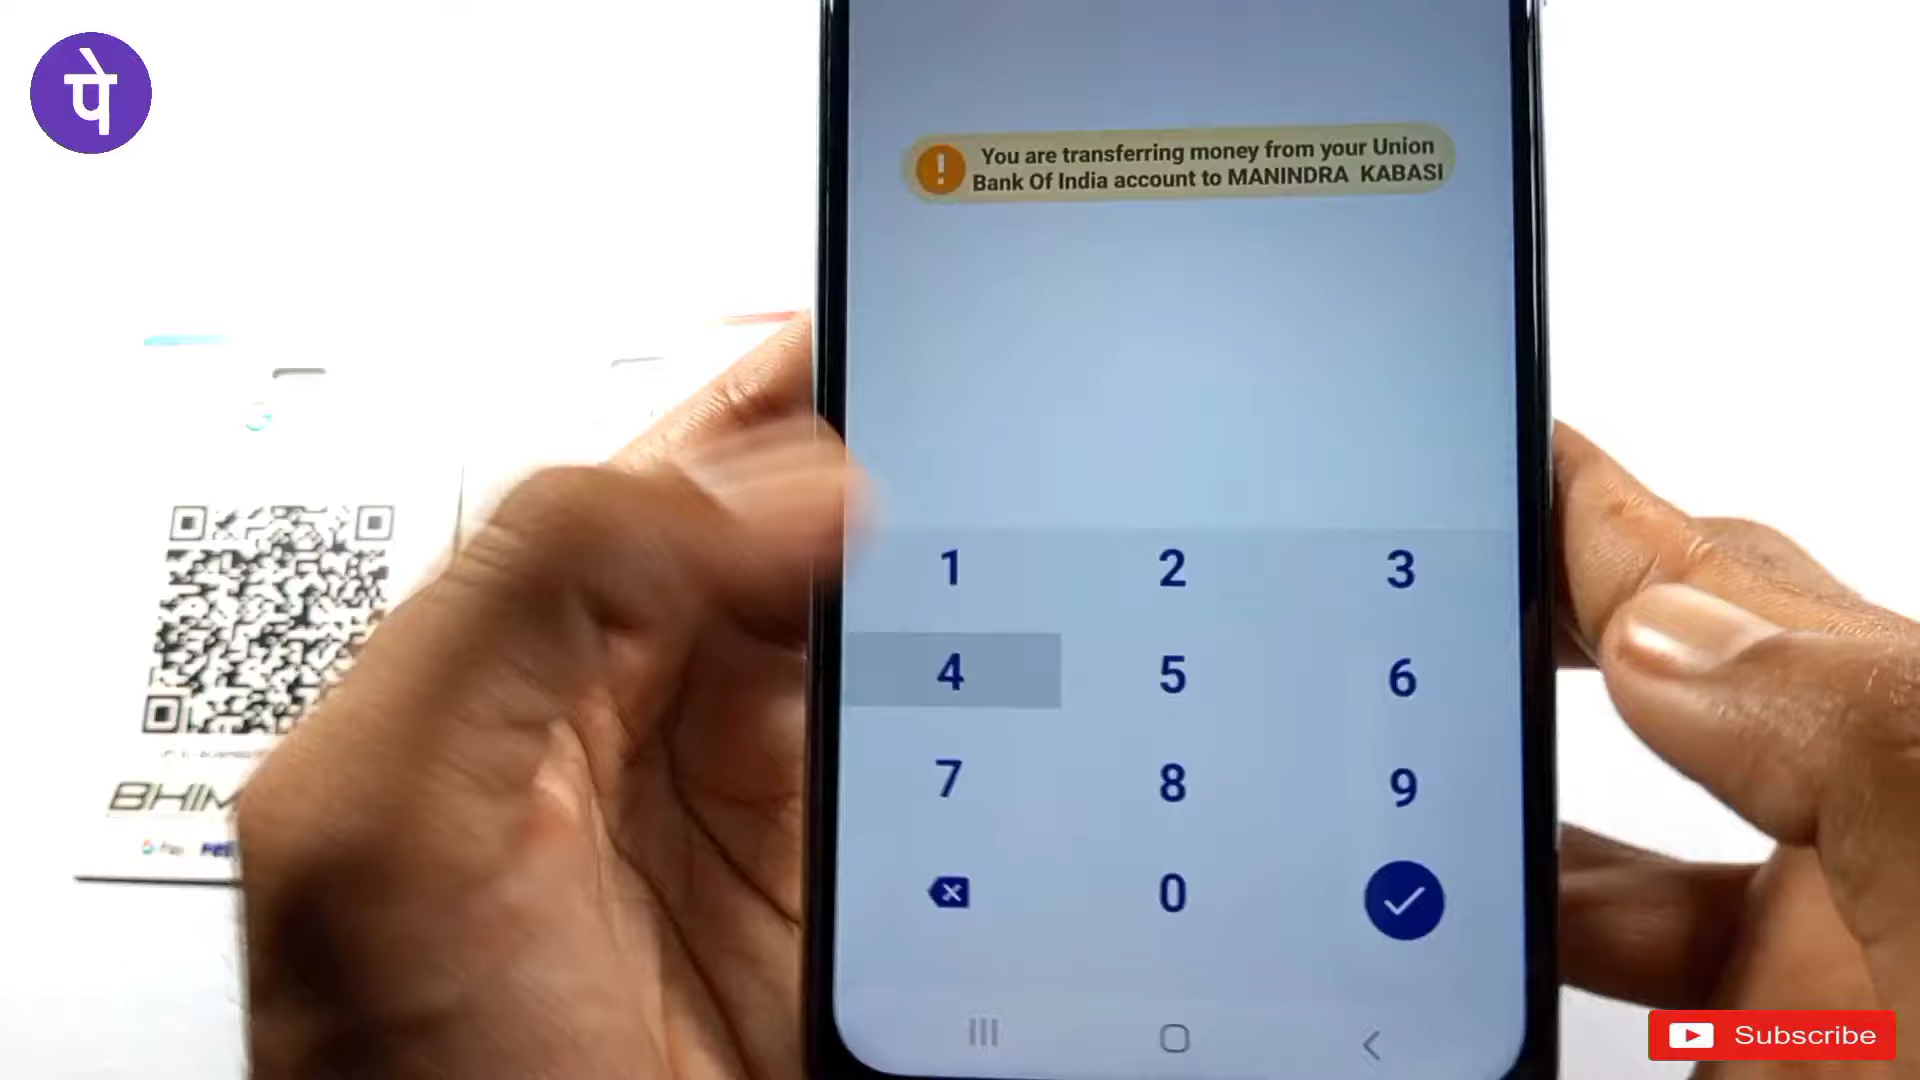 पे
You are transferring money from your Union
Bank Of India account to MANINDRA KABASI
1 2 3
4 5 6
7 8 9
0
BHIM
Pay
Subscribe